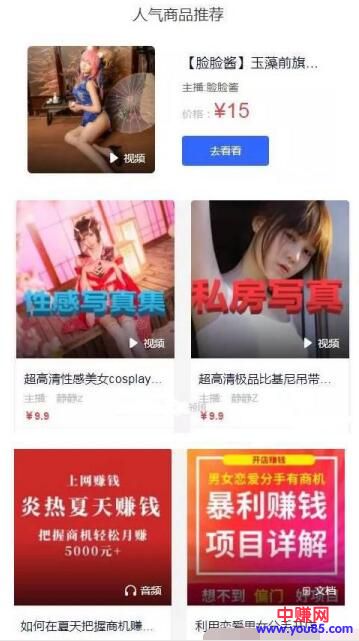 人气商品推荐
【脸脸酱】玉藻前旗…
主播:脸脸酱
价格：¥15
去看看
视频
性感写真集
私房写真
视频
视频
超高清性感美女cosplay…
超高清极品比基尼吊带…
主播: 静静z
主播: 静静Z
¥9.9
¥9.9
上网赚钱
炎热夏天赚钱
把握商机轻松月赚
5000元+
音频
开店赚钱
男女恋爱分手有商机
暴利赚钱
项目详解
想不到 偏门 好项目
文档
如何在夏天把握商机赚…
利用恋爱男女分手开店
中赚网
www.you85.com